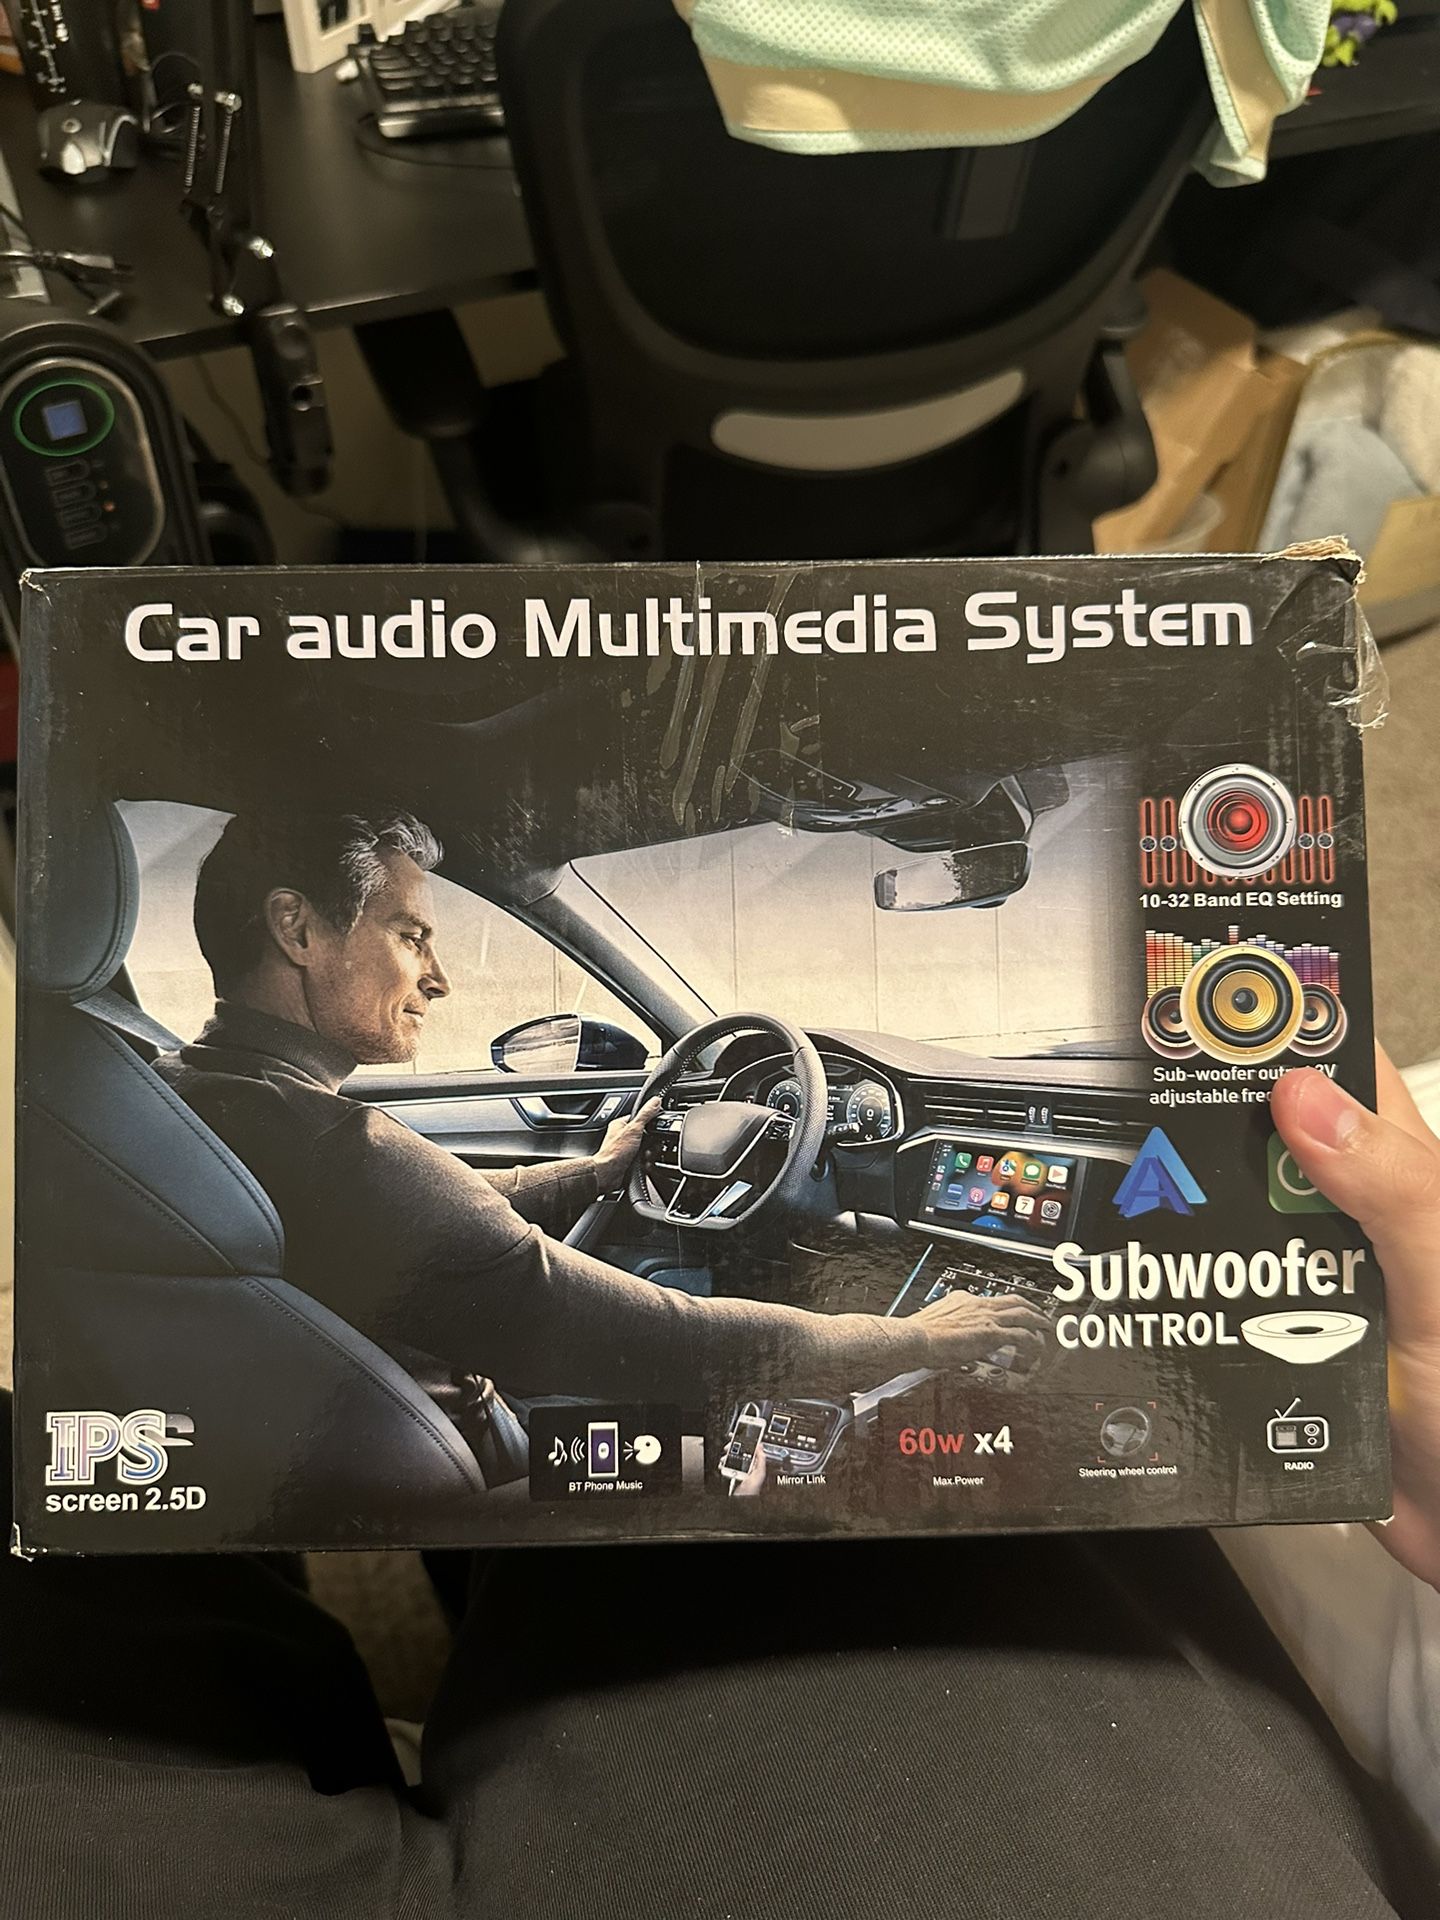 Car audio Multimedia System
10-32 Band EQ Setting
Sub-woofer
adjustable
Subwoofer
CONTROL
IPS
screen 2.5D
BT Phone Music
Mirror Link
60w x4
Max.Power
Steering wheel control
RADIO